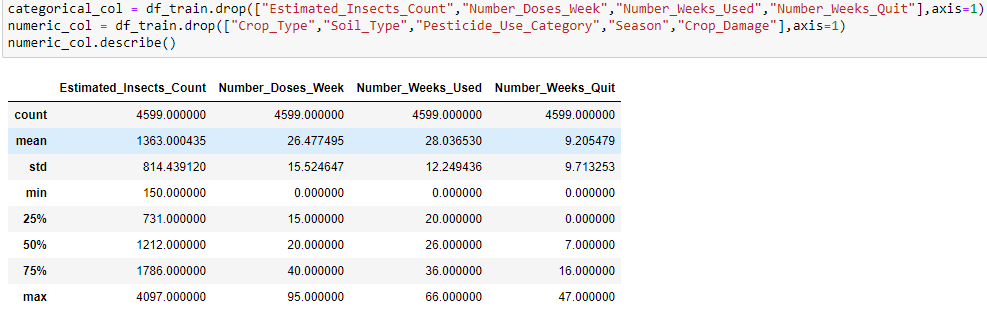 categorical_col = df_train.drop(["Estimated_Insects_Count","Number_Doses_Week","Number_Weeks_Used","Number_Weeks_Quit"],axis=1)
numeric_col = df_train.drop(["Crop_Type","Soil_Type","Pesticide_Use_Category","Season","Crop_Damage"],axis=1)
numeric_col.describe()
Estimated_Insects_Count Number_Doses_Week Number_Weeks_Used Number_Weeks_Quit
count 4599.000000 4599.000000 4599.000000 4599.000000
mean 1363.000435 26.477495 28.036530 9.205479
std 814.439120 15.524647 12.249436 9.713253
min 150.000000 0.000000 0.000000 0.000000
25% 731.000000 15.000000 20.000000 0.000000
50% 1212.000000 20.000000 26.000000 7.000000
75% 1786.000000 40.000000 36.000000 16.000000
max 4097.000000 95.000000 66.000000 47.000000